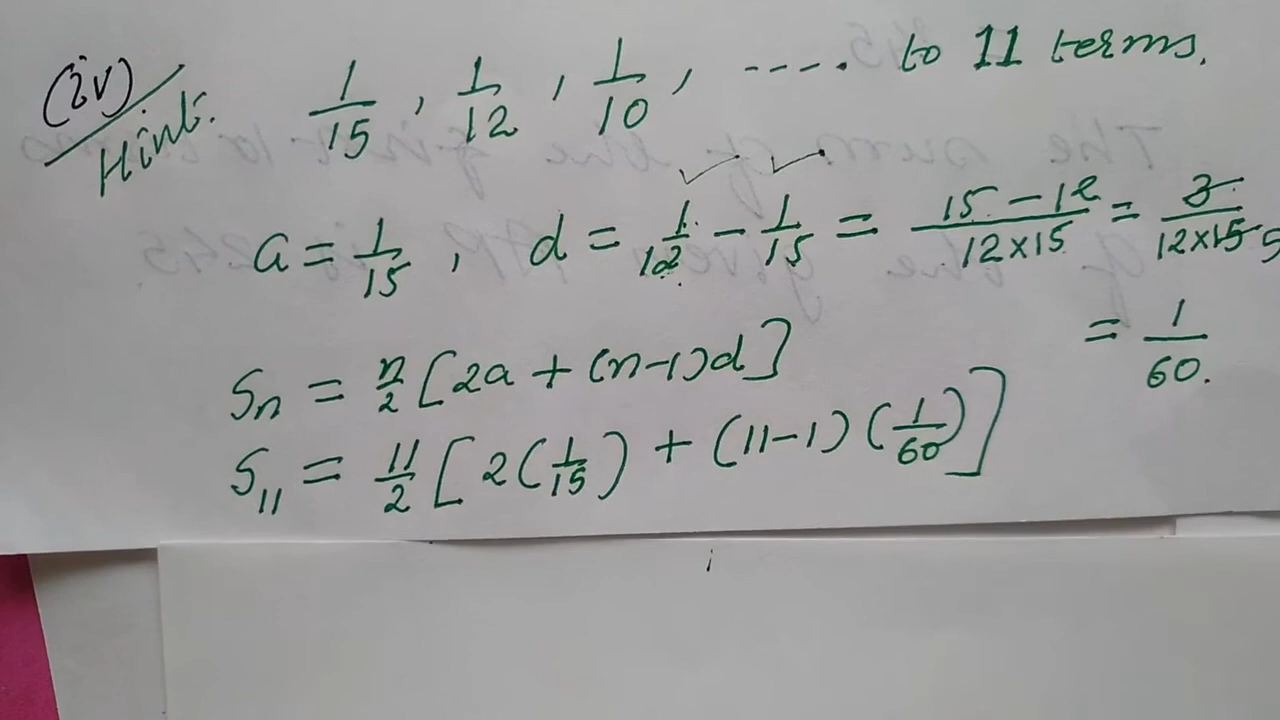 (iv) 1/15, 1/12, 1/10, ---- to 11 terms.
Hint:
a = 1/15, d = 1/12 - 1/15 = (15 - 12)/(12×15) = 3/(12×15) 5
= 1/60.
Sn = n/2 [2a + (n-1)d]
S11 = 11/2 [2(1/15) + (11-1)(1/60)]